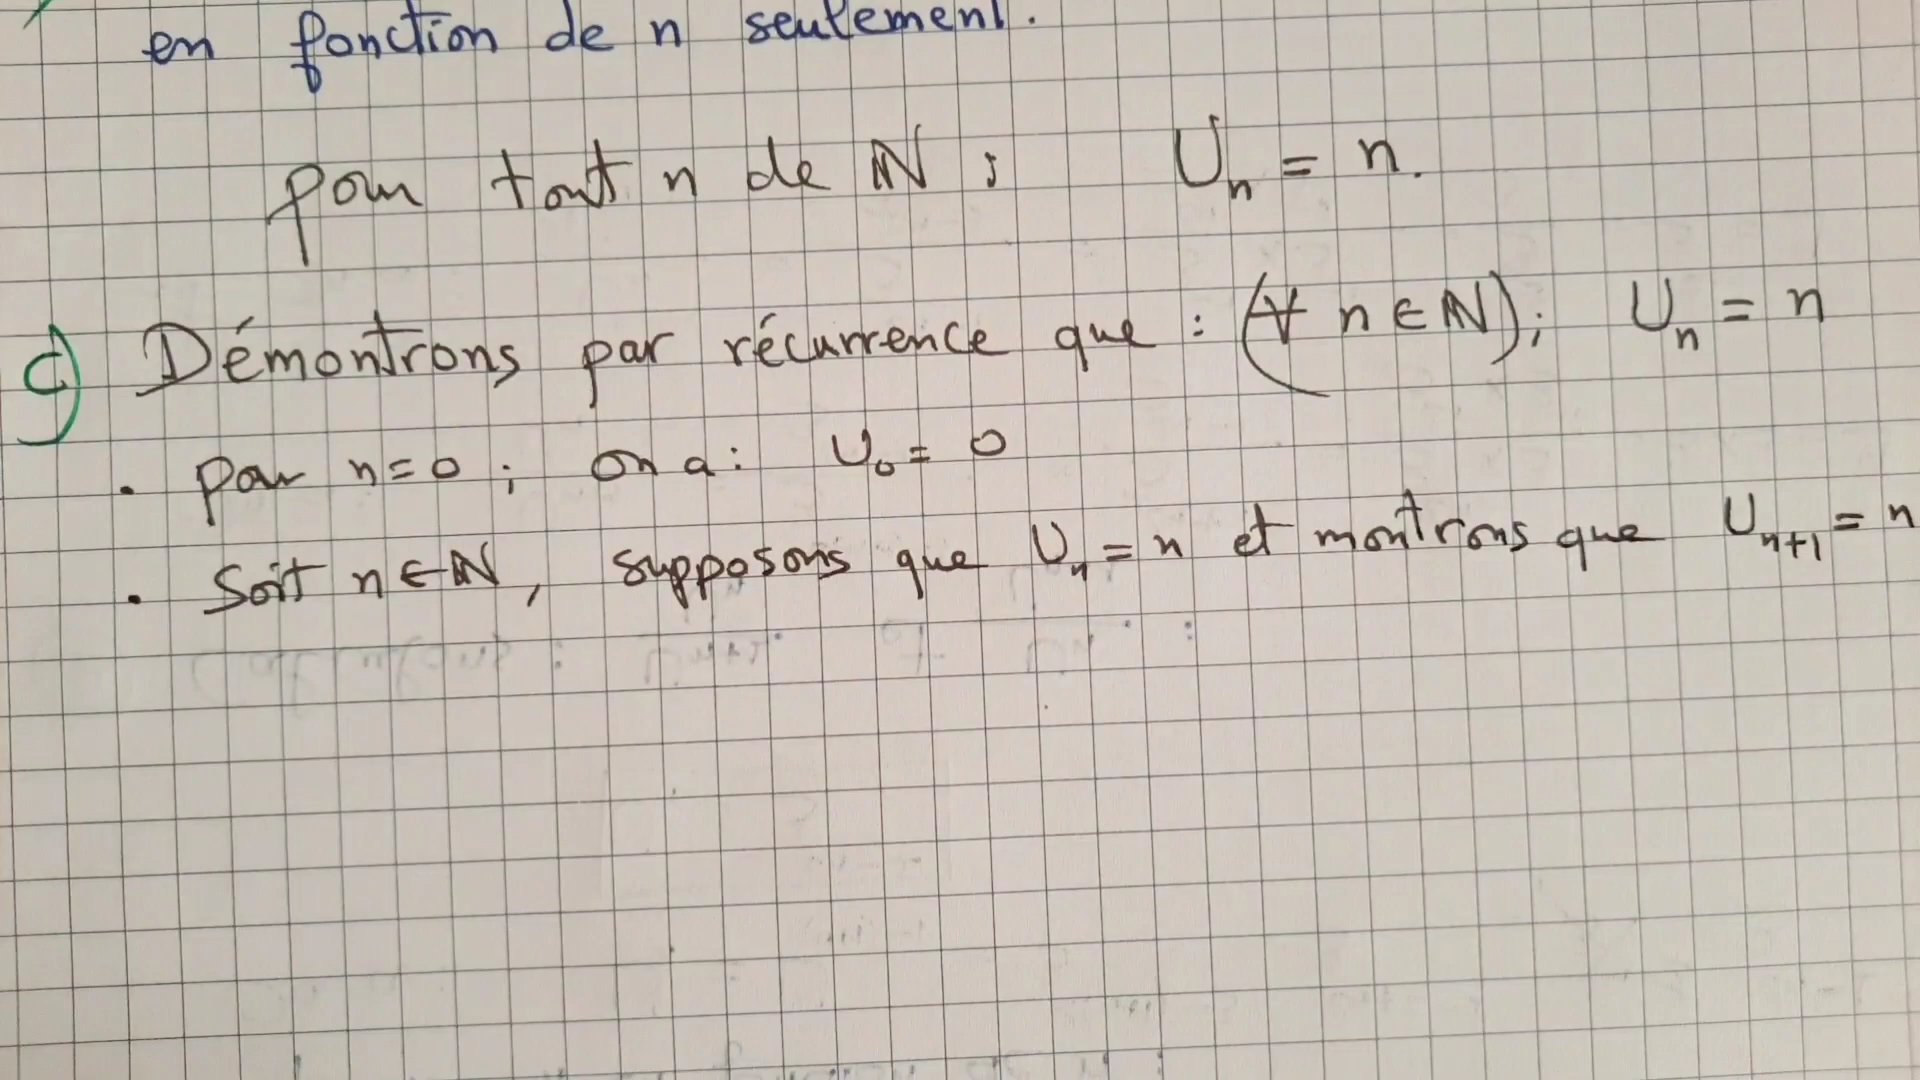 en fonction de n seulement.
pour tout n de ℕ ; Uₙ = n.
c) Démontrons par récurrence que : (∀ n ∈ ℕ); Uₙ = n
. Pour n=0 ; on a : U₀ = 0
. Soit n ∈ ℕ, supposons que Uₙ = n et montrons que Uₙ₊₁ = n